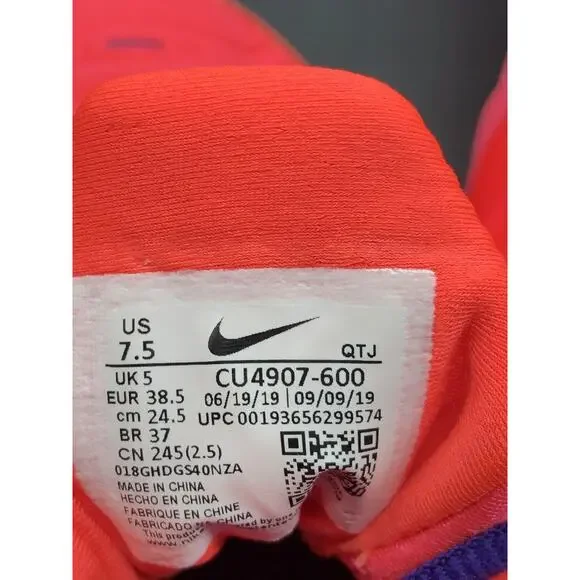 US
7.5
QTJ
UK 5
CU4907-600
EUR 38.5
06/19/19 | 09/09/19
cm 24.5
UPC 00193656299574
BR 37
CN 245(2.5)
018GHDGS40NZA
MADE IN CHINA
HECHO EN CHINA
FABRIQUE EN CHINE
FABRICADO NA CHINA